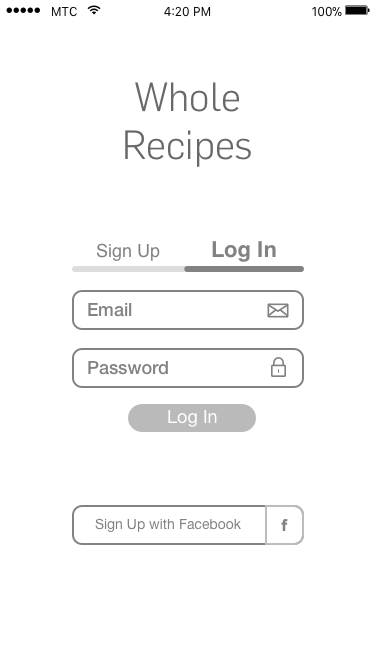 MTC 4:20 PM 100%
Whole
Recipes
Sign Up Log In
Email
Password
Log In
Sign Up with Facebook f